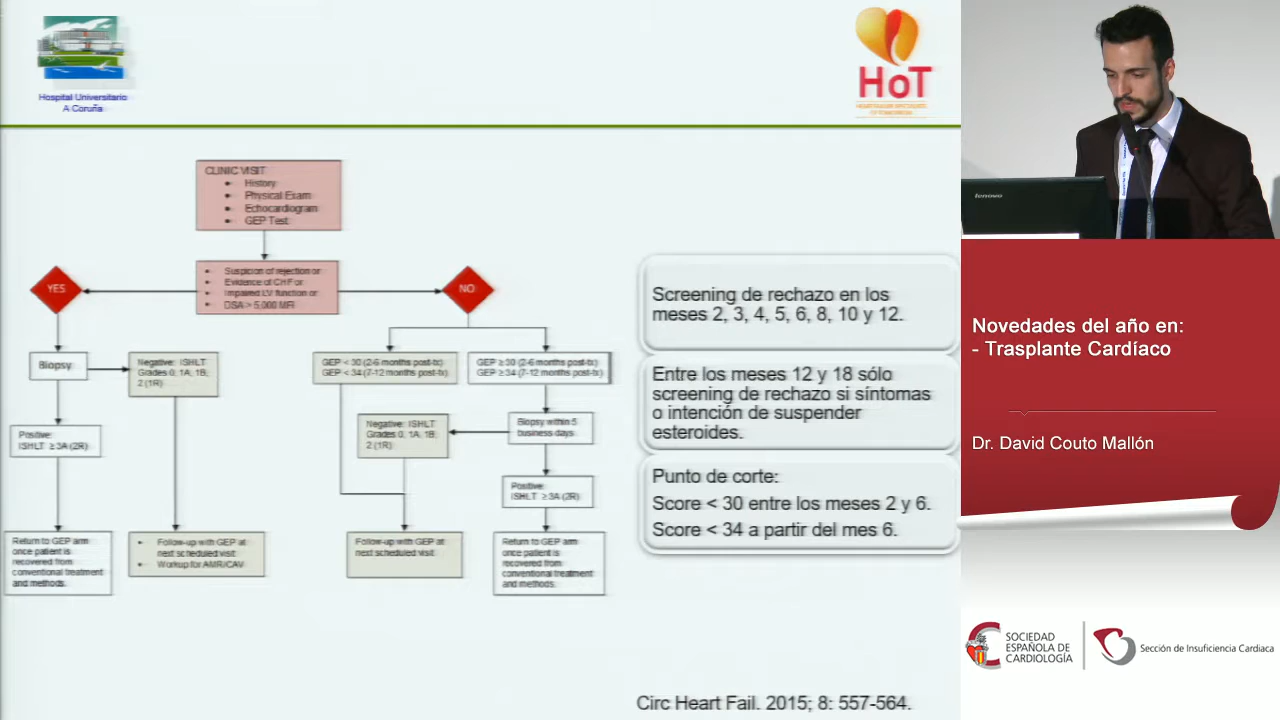 Hospital Universitario
A Coruña
HoT
CLINIC VISIT
• History
• Physical Exam
• Echocardiogram
• GEP Test
• Suspicion of rejection or
• Evidence of CHF or
• Impaired LV function or
• DSA > 5,000 MFI
YES
NO
Biopsy
Negative: ISHLT
Grades 0, 1A, 1B,
2 (1R)
GEP < 30 (2-6 months post-tx)
GEP < 34 (7-12 months post-tx)
GEP ≥ 30 (2-6 months post-tx)
GEP ≥ 34 (7-12 months post-tx)
Positive:
ISHLT ≥ 3A (2R)
Negative: ISHLT
Grades 0, 1A, 1B,
2 (1R)
Biopsy within 5
business days
Positive:
ISHLT ≥ 3A (2R)
Return to GEP arm
once patient is
recovered from
conventional treatment
and methods.
• Follow-up with GEP at
next scheduled visit
• Workup for AMR/CAV
Follow-up with GEP at
next scheduled visit
Return to GEP arm
once patient is
recovered from
conventional treatment
and methods.
Screening de rechazo en los
meses 2, 3, 4, 5, 6, 8, 10 y 12.
Entre los meses 12 y 18 sólo
screening de rechazo si síntomas
o intención de suspender
esteroides.
Punto de corte:
Score < 30 entre los meses 2 y 6.
Score < 34 a partir del mes 6.
Circ Heart Fail. 2015; 8: 557-564.
lenovo
Novedades del año en:
- Trasplante Cardíaco
Dr. David Couto Mallón
SOCIEDAD
ESPAÑOLA DE
CARDIOLOGÍA
Sección de Insuficiencia Cardiaca